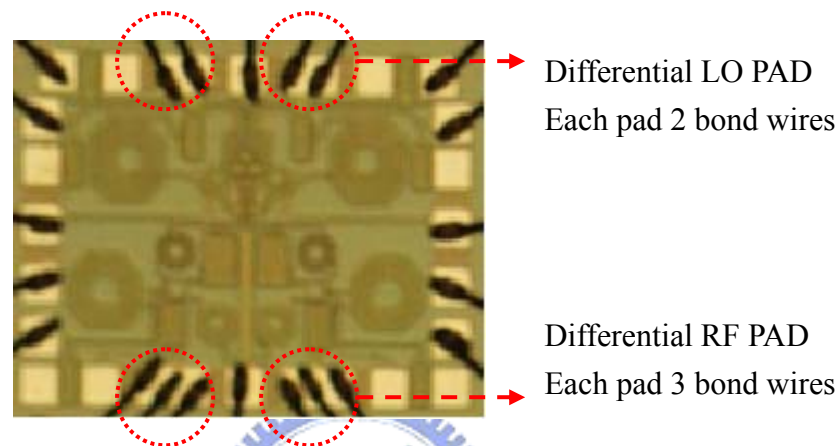 Differential LO PAD
Each pad 2 bond wires
Differential RF PAD
Each pad 3 bond wires